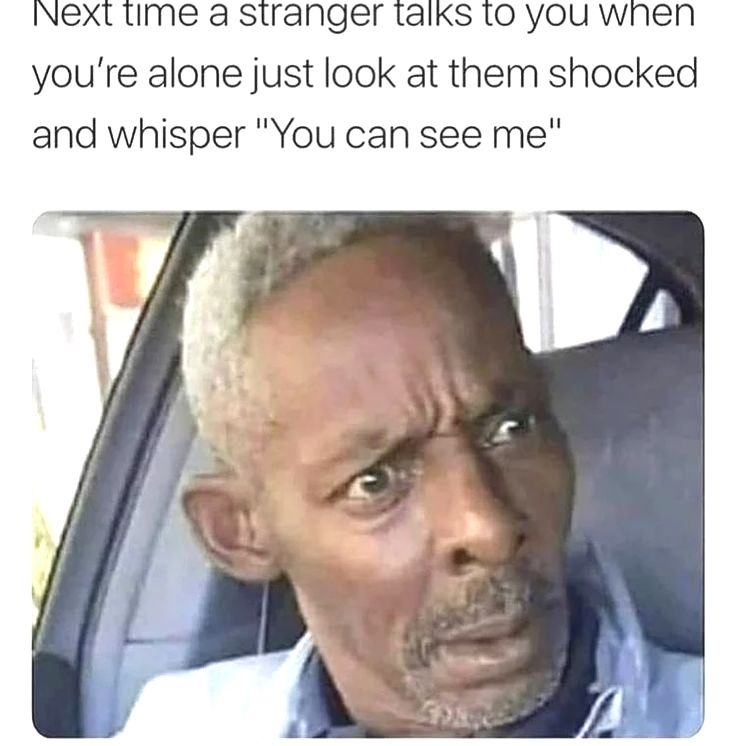 Next time a stranger talks to you when
you're alone just look at them shocked
and whisper "You can see me"